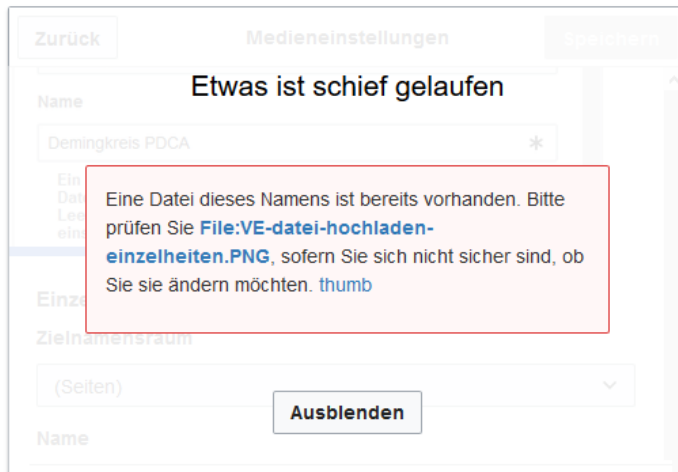 Zurück Medieneinstellungen Speichern
Etwas ist schief gelaufen
Name
Demingkreis PDCA *
Ein
Eine Datei dieses Namens ist bereits vorhanden. Bitte
prüfen Sie File:VE-datei-hochladen-
einzelheiten.PNG, sofern Sie sich nicht sicher sind, ob
Sie sie ändern möchten. thumb
Zielnamensraum
(Seiten)
Ausblenden
Name